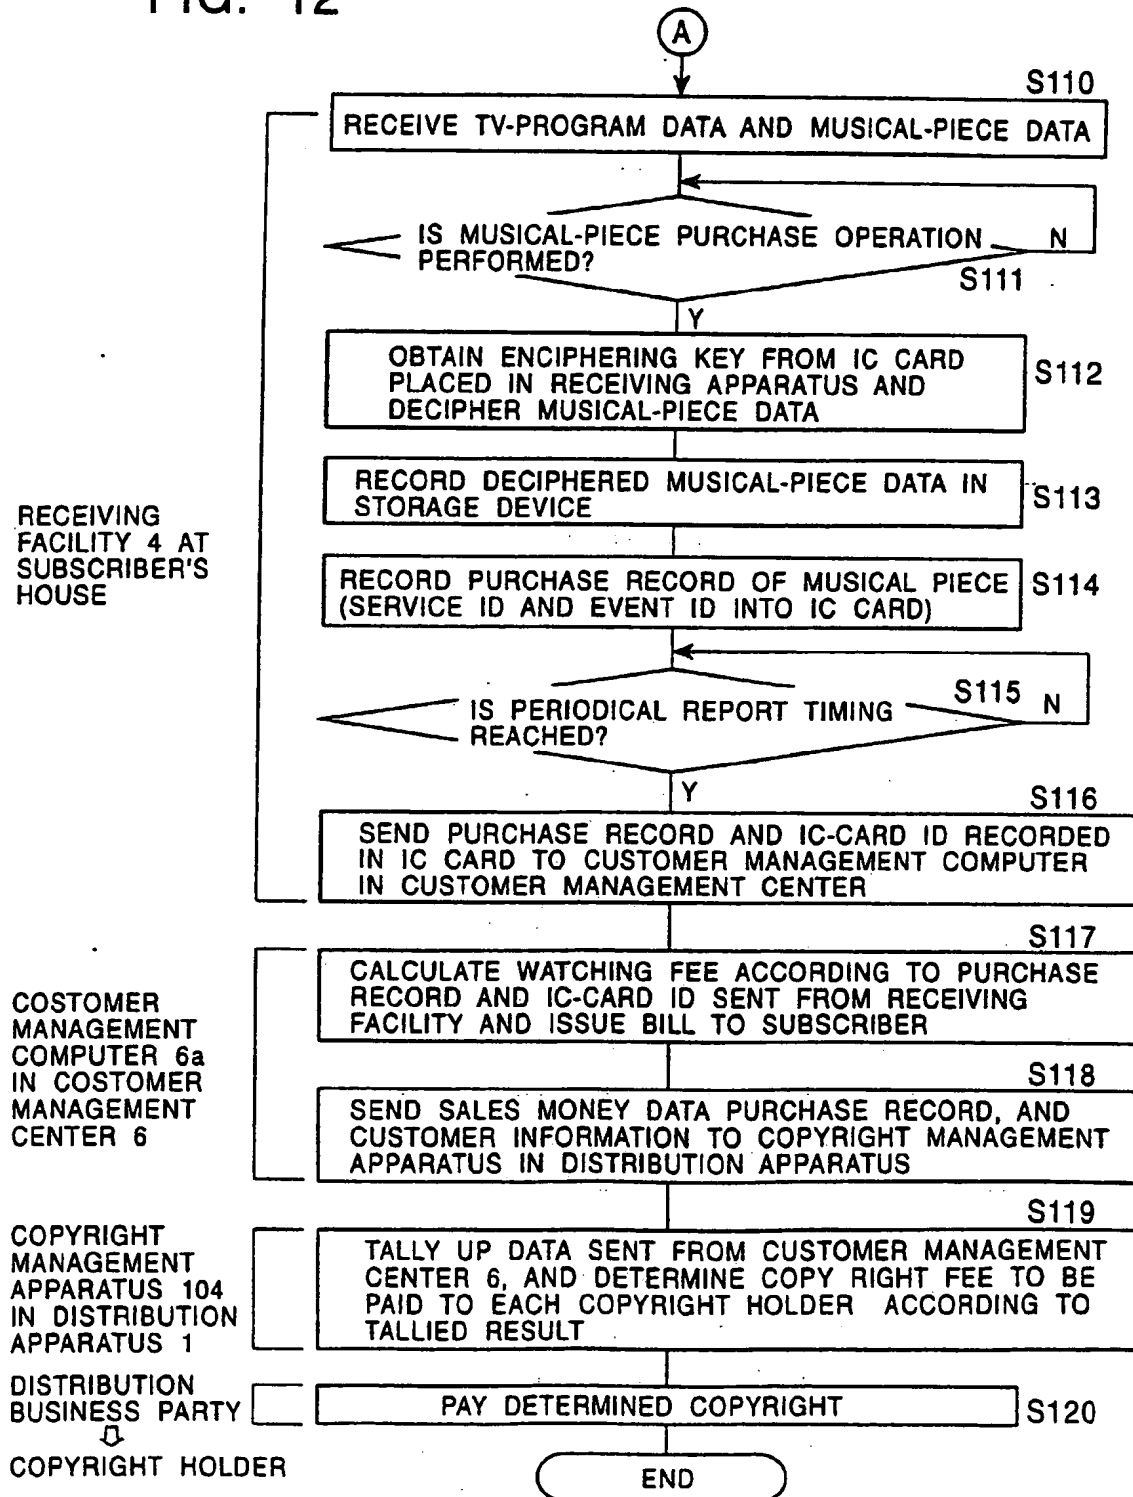 FIG. 12
A
S110
RECEIVE TV-PROGRAM DATA AND MUSICAL-PIECE DATA
IS MUSICAL-PIECE PURCHASE OPERATION
PERFORMED?
N
S111
Y
OBTAIN ENCIPHERING KEY FROM IC CARD
PLACED IN RECEIVING APPARATUS AND
DECIPHER MUSICAL-PIECE DATA
S112
RECORD DECIPHERED MUSICAL-PIECE DATA IN
STORAGE DEVICE
S113
RECEIVING
FACILITY 4 AT
SUBSCRIBER'S
HOUSE
RECORD PURCHASE RECORD OF MUSICAL PIECE
(SERVICE ID AND EVENT ID INTO IC CARD)
S114
IS PERIODICAL REPORT TIMING
REACHED?
S115
N
Y
S116
SEND PURCHASE RECORD AND IC-CARD ID RECORDED
IN IC CARD TO CUSTOMER MANAGEMENT COMPUTER
IN CUSTOMER MANAGEMENT CENTER
S117
CALCULATE WATCHING FEE ACCORDING TO PURCHASE
RECORD AND IC-CARD ID SENT FROM RECEIVING
FACILITY AND ISSUE BILL TO SUBSCRIBER
COSTOMER
MANAGEMENT
COMPUTER 6a
IN COSTOMER
MANAGEMENT
CENTER 6
S118
SEND SALES MONEY DATA PURCHASE RECORD, AND
CUSTOMER INFORMATION TO COPYRIGHT MANAGEMENT
APPARATUS IN DISTRIBUTION APPARATUS
S119
COPYRIGHT
MANAGEMENT
APPARATUS 104
IN DISTRIBUTION
APPARATUS 1
TALLY UP DATA SENT FROM CUSTOMER MANAGEMENT
CENTER 6, AND DETERMINE COPY RIGHT FEE TO BE
PAID TO EACH COPYRIGHT HOLDER ACCORDING TO
TALLIED RESULT
DISTRIBUTION
BUSINESS PARTY
⇩
COPYRIGHT HOLDER
PAY DETERMINED COPYRIGHT
S120
END